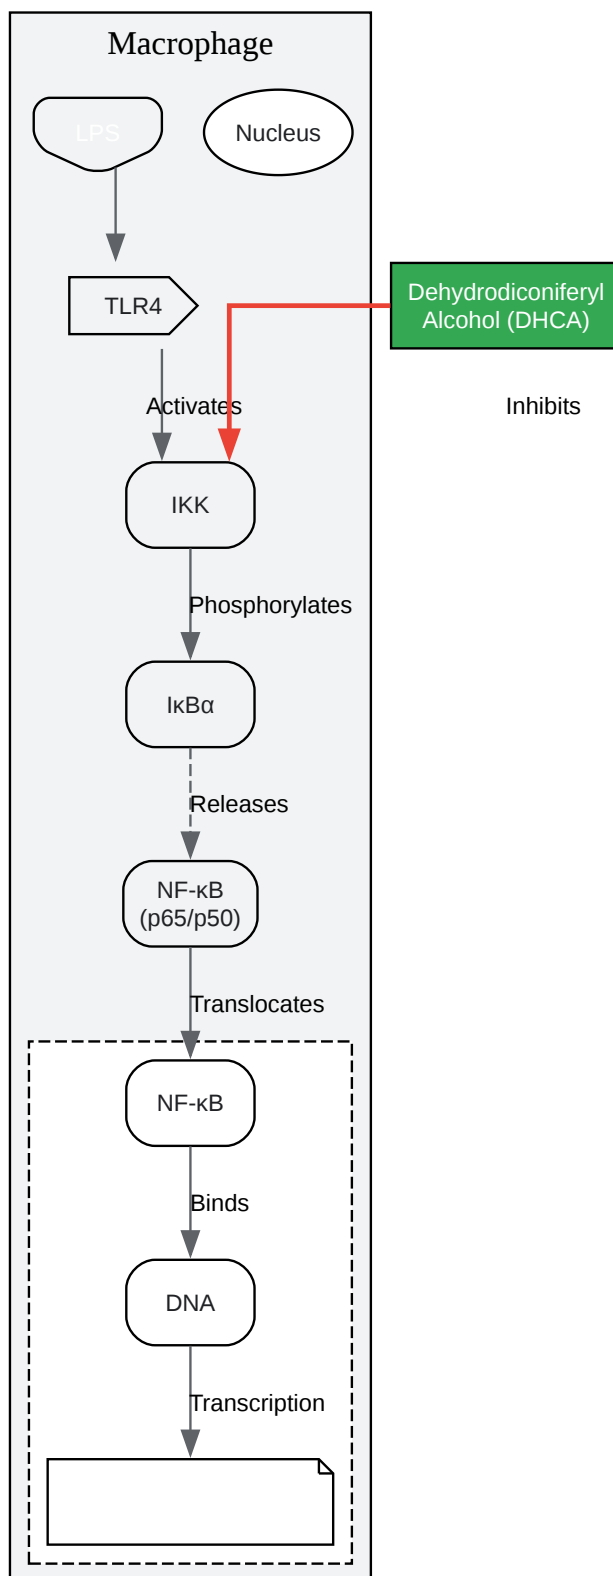 Macrophage
LPS
Nucleus
TLR4
Dehydrodiconiferyl
Alcohol (DHCA)
Activates
Inhibits
IKK
Phosphorylates
IκBα
Releases
NF-κB
(p65/p50)
Translocates
NF-κB
Binds
DNA
Transcription